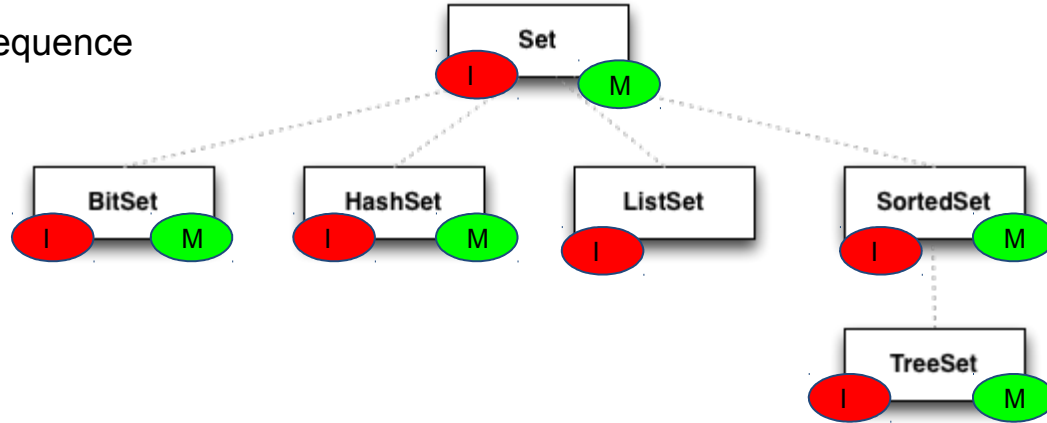 equence
Set
I
M
BitSet
HashSet
ListSet
SortedSet
I
M
I
M
I
I
M
TreeSet
I
M